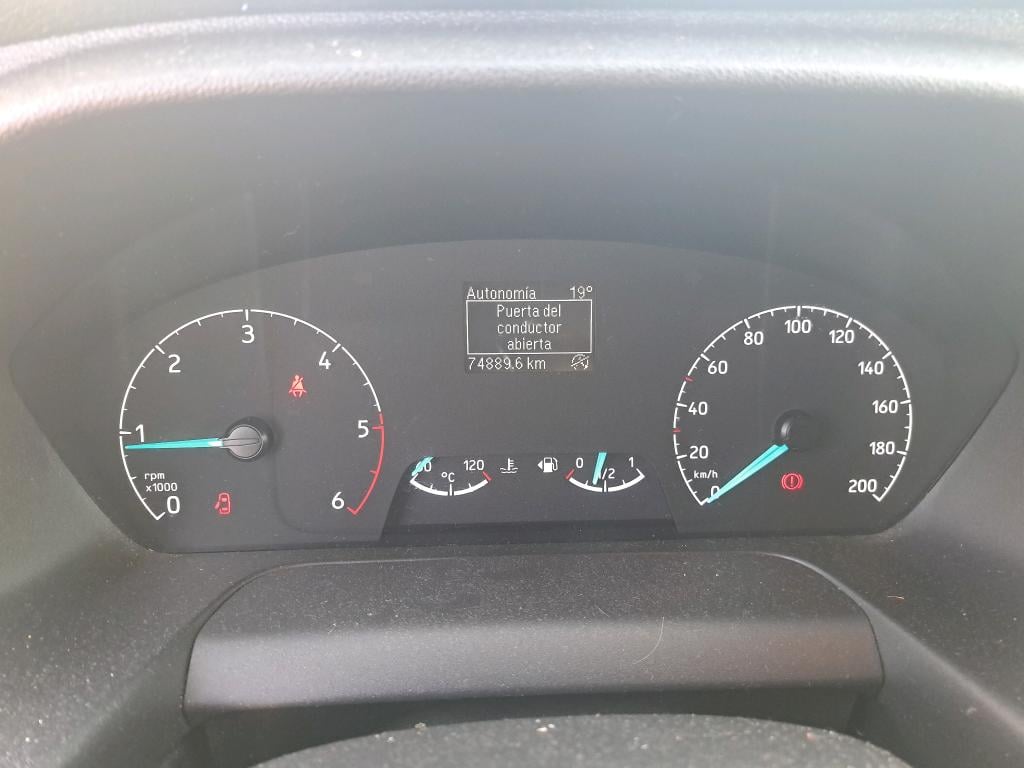 Autonomía 19°
Puerta del
conductor
abierta
74889.6 km
0
1
2
3
4
5
6
rpm
x1000
60 °C 120
0 1/2 1
0
20
40
60
80
100
120
140
160
180
200
km/h